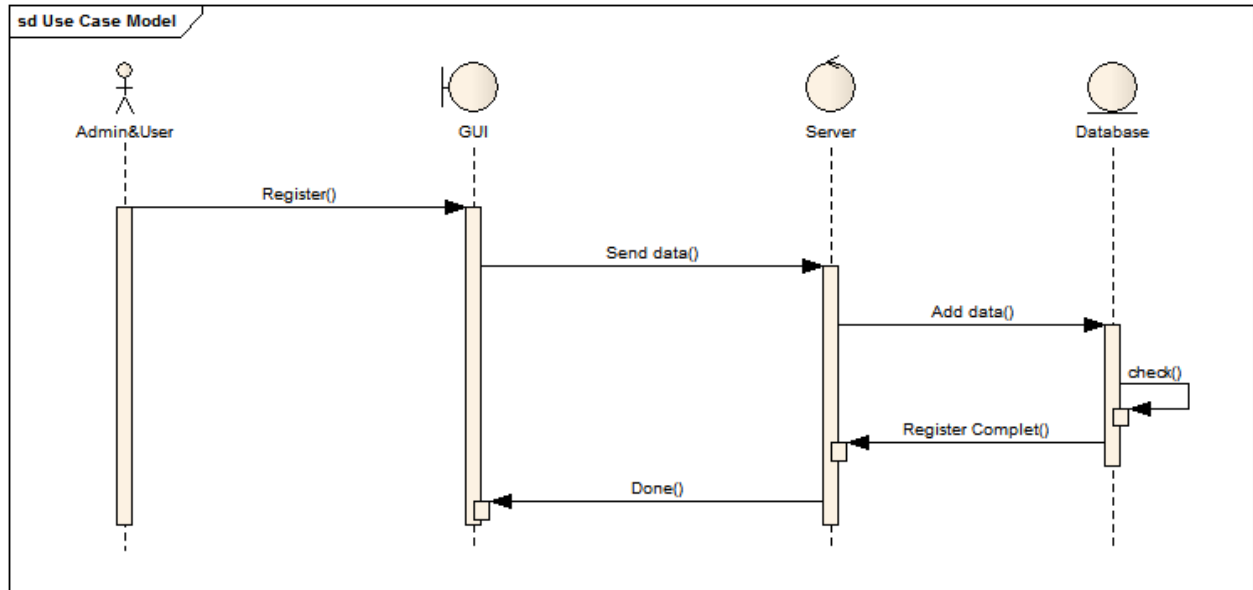 sd Use Case Model
Admin&User
GUI
Server
Database
Register()
Send data()
Add data()
check()
Register Complet()
Done()